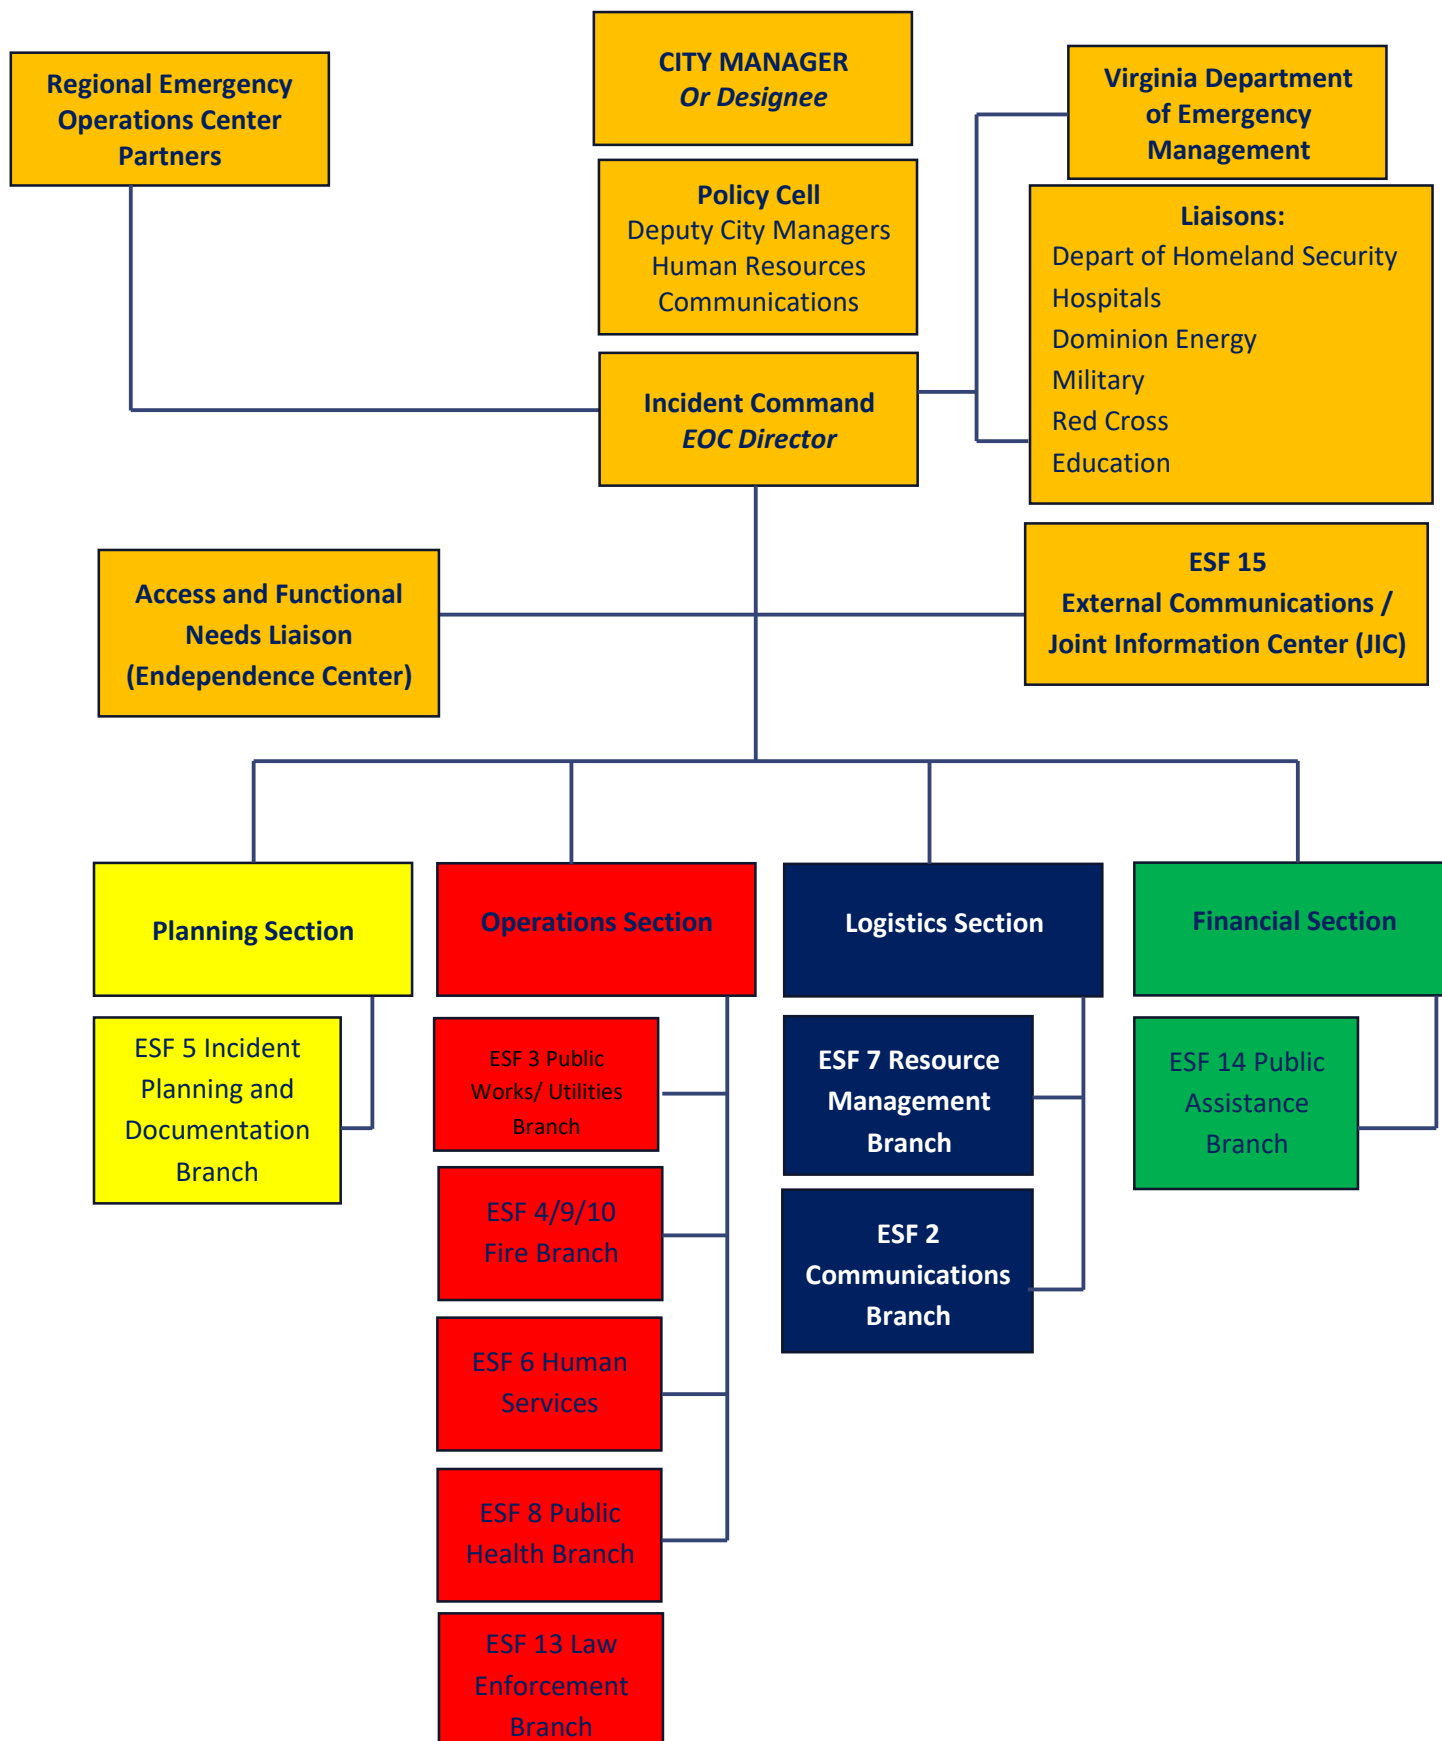 Regional Emergency
Operations Center
Partners
CITY MANAGER
Or Designee
Virginia Department
of Emergency
Management
Policy Cell
Deputy City Managers
Human Resources
Communications
Liaisons:
Depart of Homeland Security
Hospitals
Dominion Energy
Military
Red Cross
Education
Incident Command
EOC Director
Access and Functional
Needs Liaison
(Endependence Center)
ESF 15
External Communications /
Joint Information Center (JIC)
Planning Section
Operations Section
Logistics Section
Financial Section
ESF 5 Incident
Planning and
Documentation
Branch
ESF 3 Public
Works/ Utilities
Branch
ESF 4/9/10
Fire Branch
ESF 6 Human
Services
ESF 8 Public
Health Branch
ESF 13 Law
Enforcement
Branch
ESF 7 Resource
Management
Branch
ESF 2
Communications
Branch
ESF 14 Public
Assistance
Branch